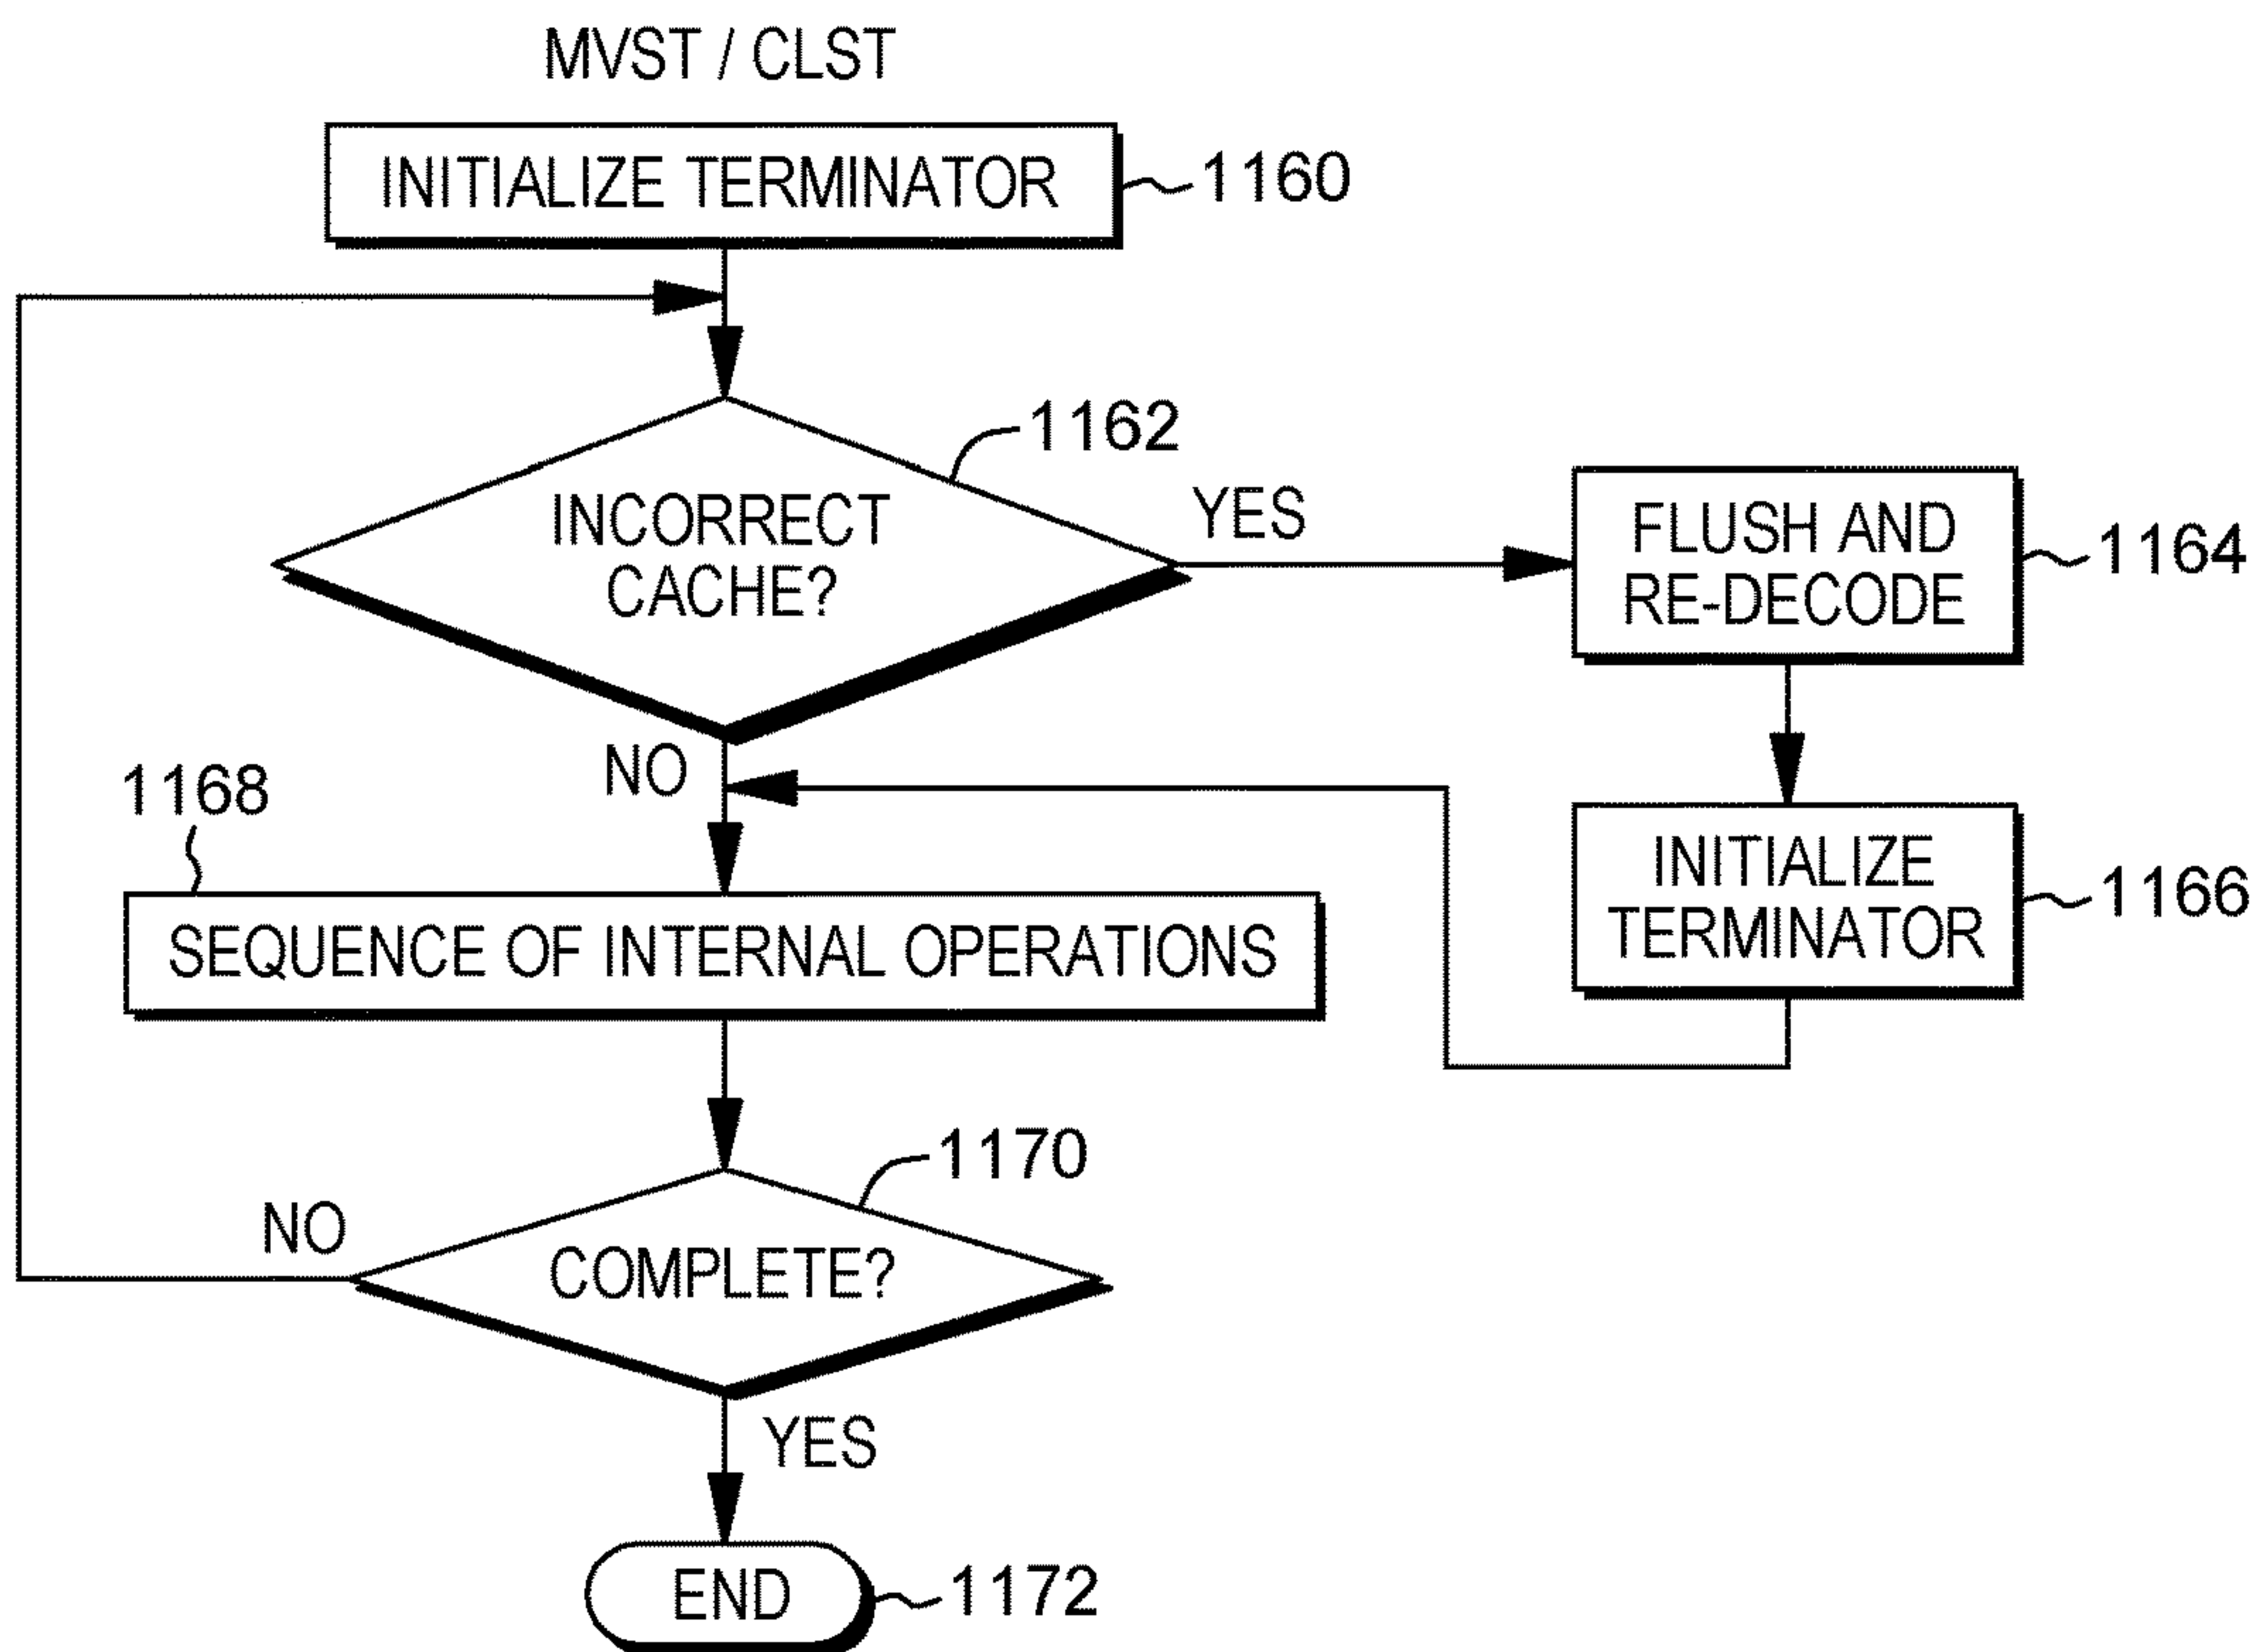 MVST / CLST
INITIALIZE TERMINATOR
1160
1162
INCORRECT
CACHE?
YES
FLUSH AND
RE-DECODE
1164
NO
1168
INITIALIZE
TERMINATOR
1166
SEQUENCE OF INTERNAL OPERATIONS
1170
NO
COMPLETE?
YES
END
1172